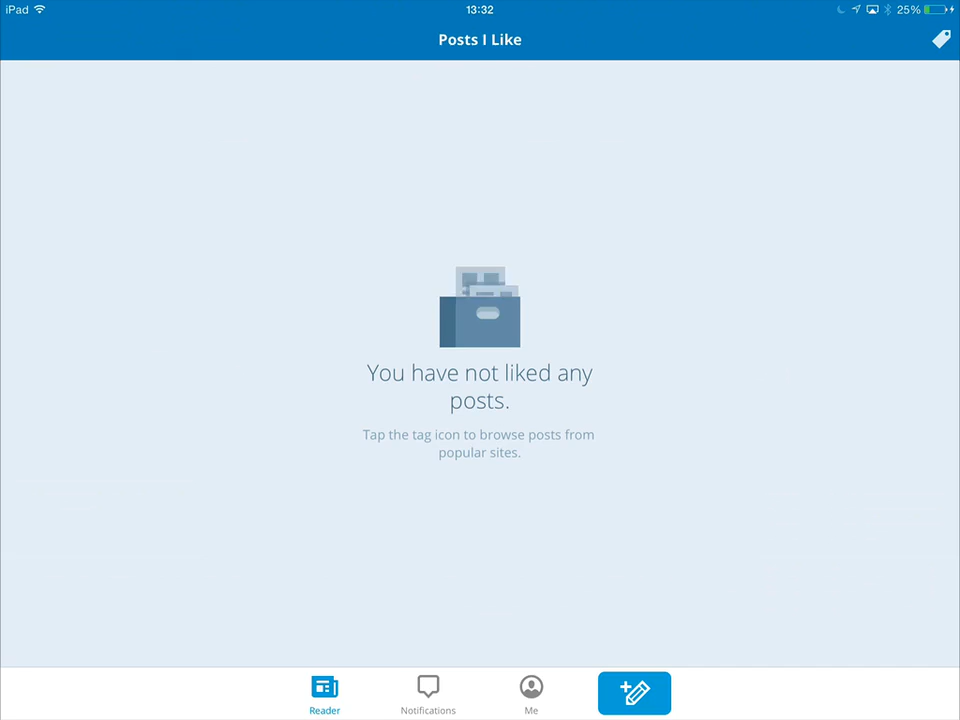 iPad 13:32 25%
Posts I Like
You have not liked any
posts.
Tap the tag icon to browse posts from
popular sites.
Reader Notifications Me